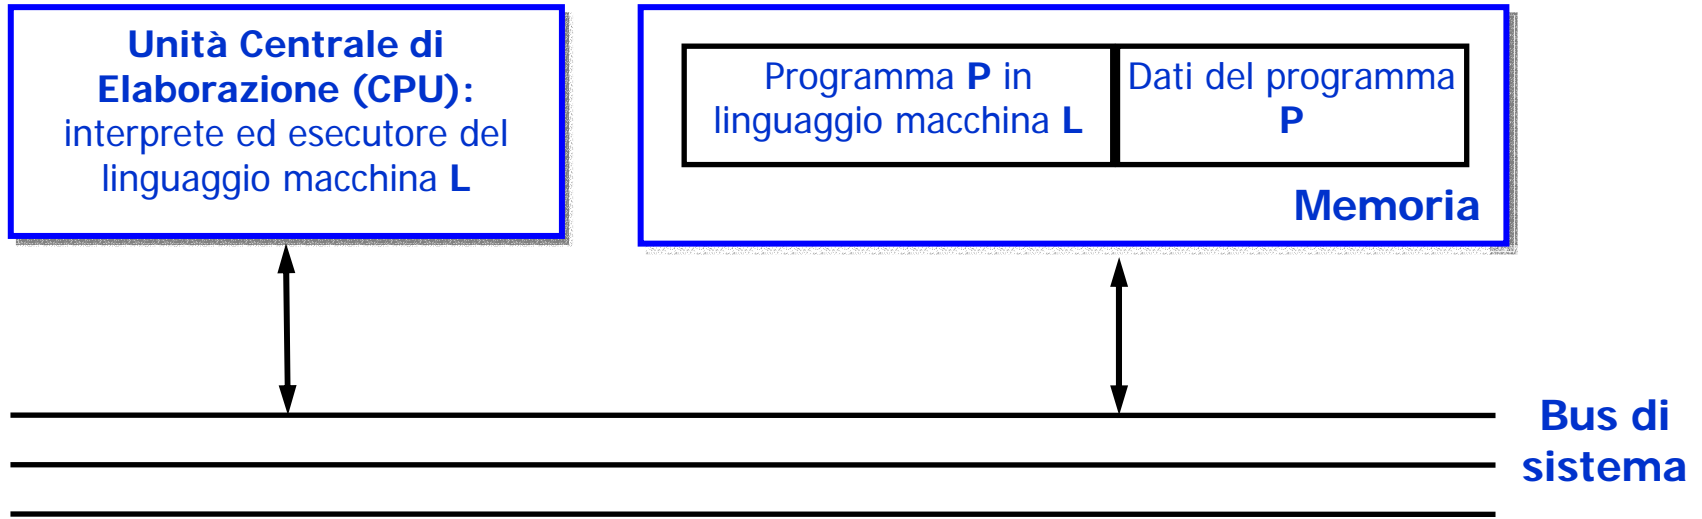 Unità Centrale di
Elaborazione (CPU):
interprete ed esecutore del
linguaggio macchina L
Programma P in
linguaggio macchina L
Dati del programma
P
Memoria
Bus di
sistema